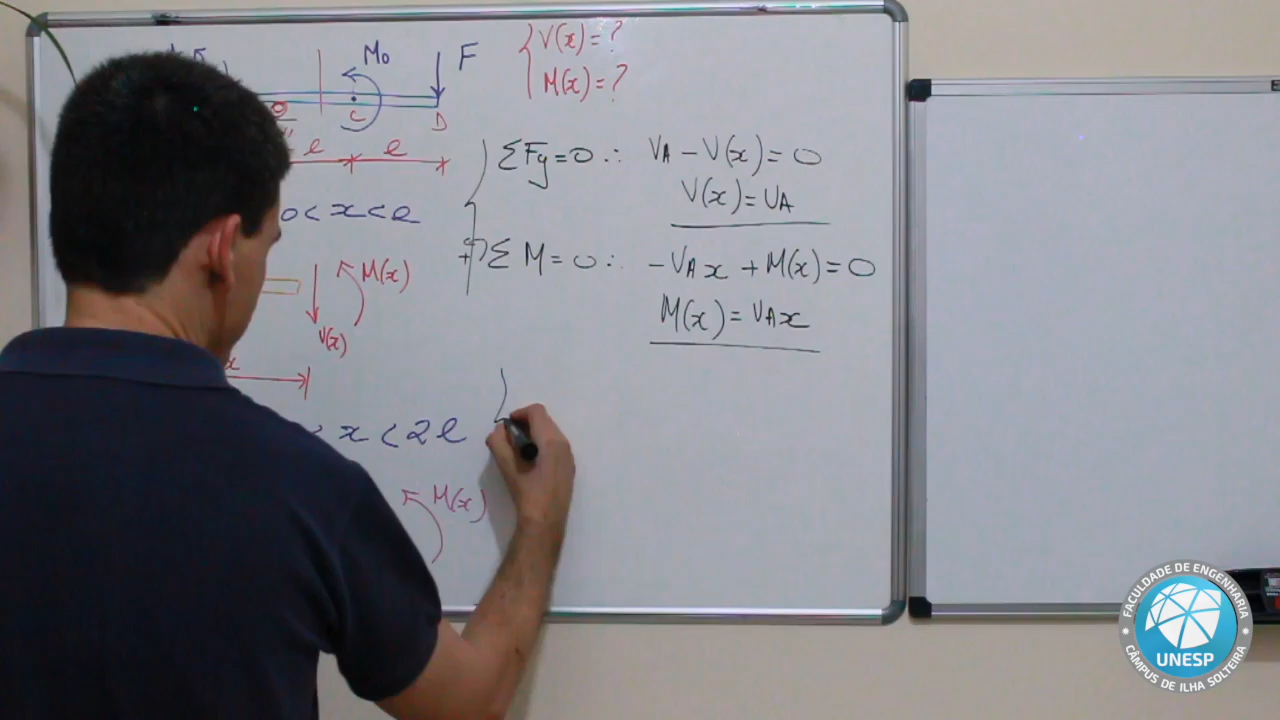 Mo
F
{ V(x) = ?
M(x) = ?
C
D
l
l
ΣFy = 0 ∴ VA − V(x) = 0
V(x) = VA
0 < x < l
+ Σ M = 0 ∴ −VA x + M(x) = 0
M(x)
M(x) = VA x
V(x)
x
< x < 2l
M(x)
FACULDADE DE ENGENHARIA
UNESP
CÂMPUS DE ILHA SOLTEIRA